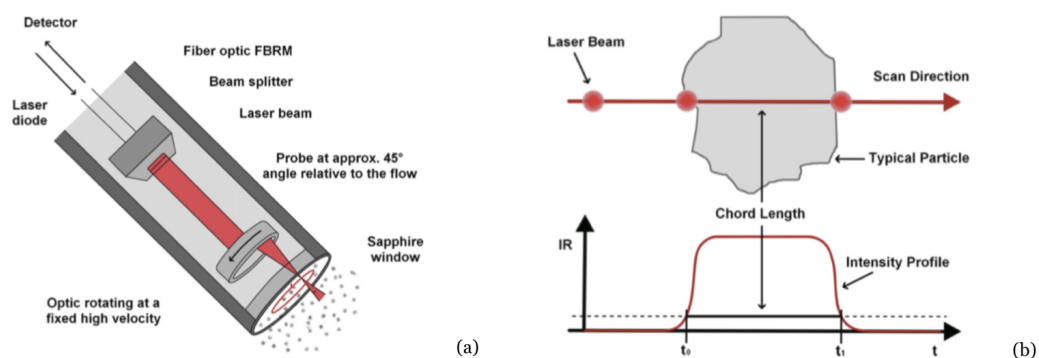 Detector
Fiber optic FBRM
Beam splitter
Laser
diode
Laser beam
Probe at approx. 45°
angle relative to the flow
Sapphire
window
Optic rotating at a
fixed high velocity
(a)
Laser Beam
Scan Direction
Typical Particle
Chord Length
IR
Intensity Profile
t₀
t₁
t
(b)